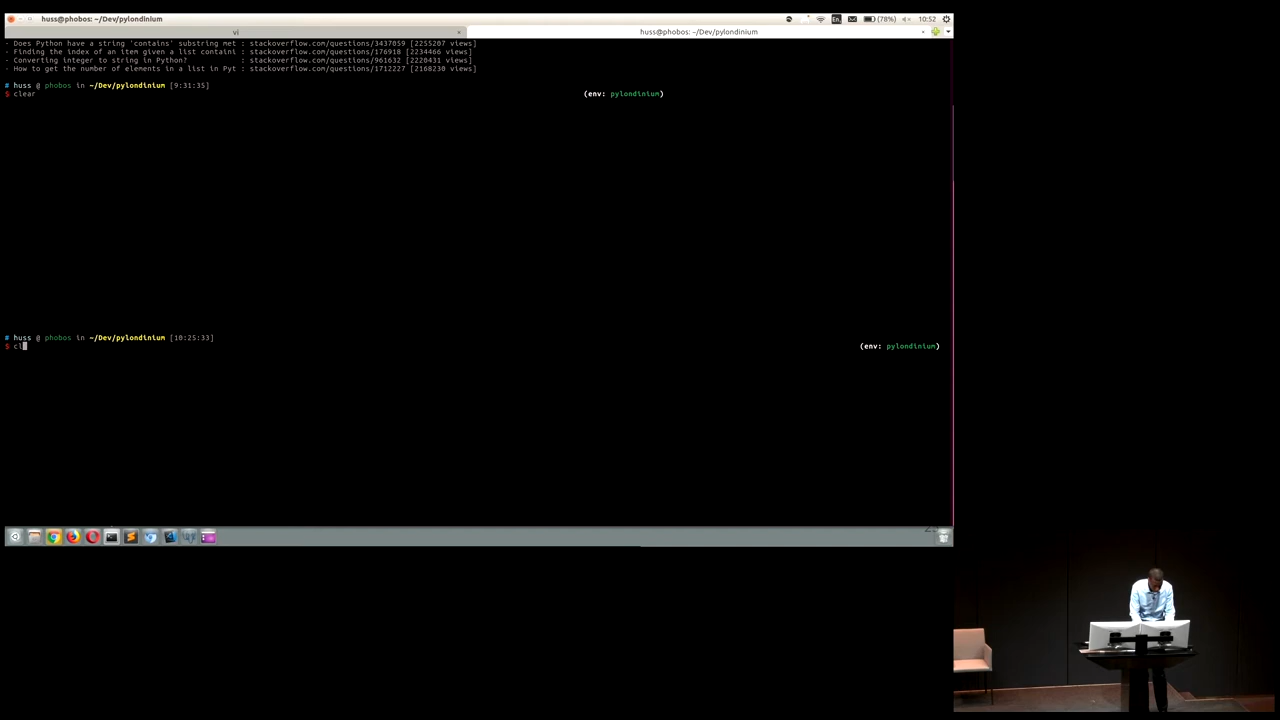 huss@phobos: ~/Dev/pylondinium
En
(78%)
10:52
vi
huss@phobos: ~/Dev/pylondinium
- Does Python have a string 'contains' substring met : stackoverflow.com/questions/3437059 [2255207 views]
- Finding the index of an item given a list containi : stackoverflow.com/questions/176918 [2234466 views]
- Converting integer to string in Python? : stackoverflow.com/questions/961632 [2220431 views]
- How to get the number of elements in a list in Pyt : stackoverflow.com/questions/1712227 [2168230 views]
# huss @ phobos in ~/Dev/pylondinium [9:31:35]
$ clear (env: pylondinium)
# huss @ phobos in ~/Dev/pylondinium [10:25:33]
$ cl (env: pylondinium)